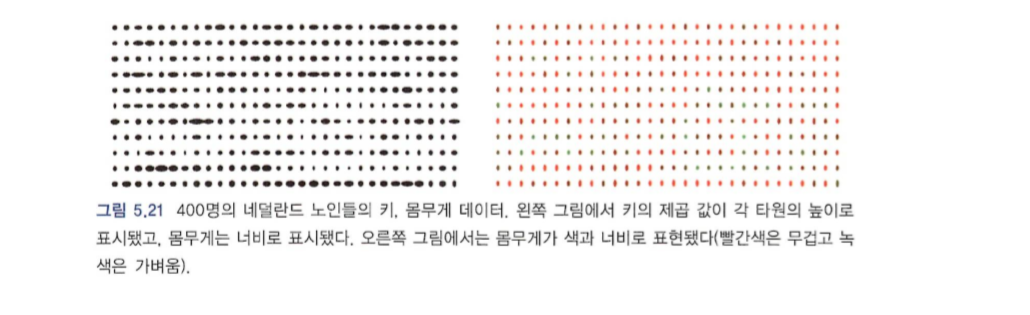 그림 5.21 400명의 네덜란드 노인들의 키, 몸무게 데이터. 왼쪽 그림에서 키의 제곱 값이 각 타원의 높이로
표시됐고, 몸무게는 너비로 표시됐다. 오른쪽 그림에서는 몸무게가 색과 너비로 표현됐다(빨간색은 무겁고 녹
색은 가벼움).